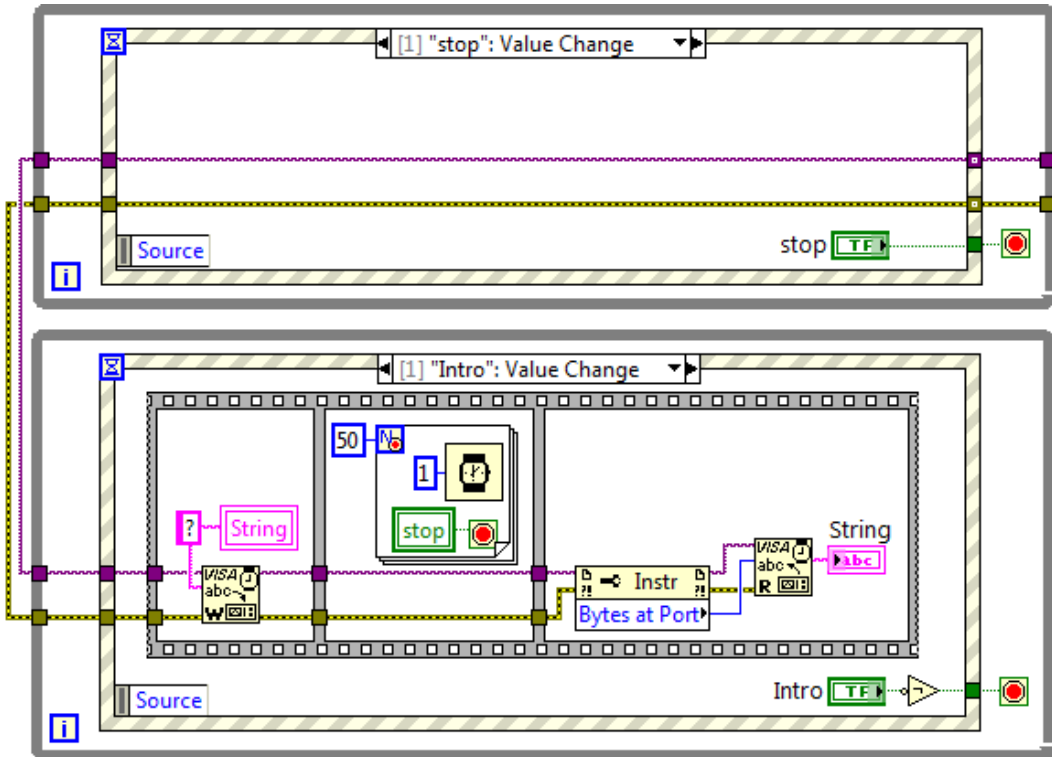 [1] "stop": Value Change
stop
TF
Source
i
[1] "Intro": Value Change
50
N
1
?
String
stop
String
VISA
abc
W
VISA
abc
R
abc
Instr
Bytes at Port
?!
?!
Intro
TF
Source
i